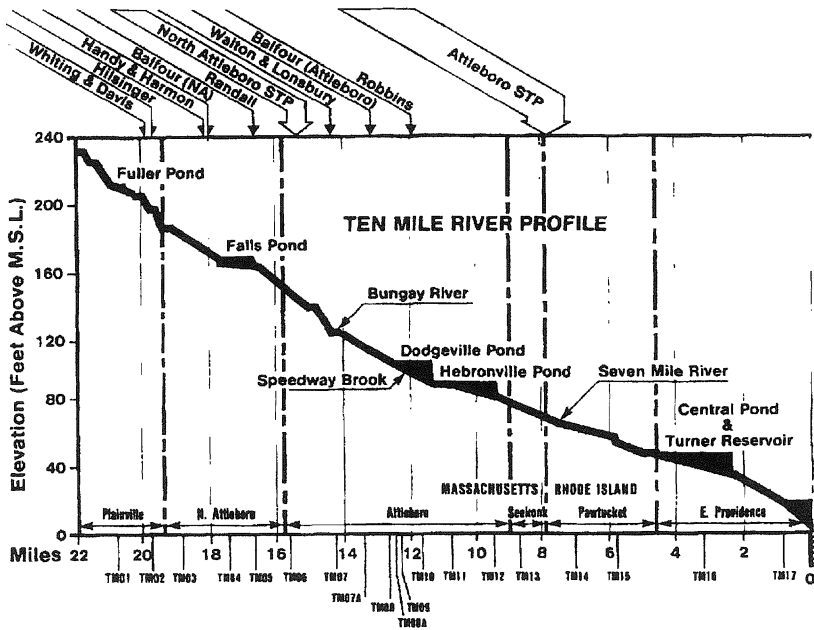 Whiting & Davis
Hilsinger
Handy & Harmon
Balfour (NA)
Randall
North Attleboro STP
Walton & Lonsbury
Balfour (Attleboro)
Robbins
Attleboro STP
240
200
160
120
80
40
0
Elevation (Feet Above M.S.L.)
TEN MILE RIVER PROFILE
Fuller Pond
Falls Pond
Bungay River
Dodgeville Pond
Speedway Brook
Hebronville Pond
Seven Mile River
Central Pond
&
Turner Reservoir
MASSACHUSETTS RHODE ISLAND
Plainville N. Attleboro Attleboro Seekonk Pawtucket E. Providence
Miles 22 20 18 16 14 12 10 8 6 4 2 0
TM01 TM02 TM03 TM04 TM05 TM06 TM07 TM10 TM11 TM12 TM13 TM14 TM15 TM16 TM17
TM07A TM08 TM09
TM08A